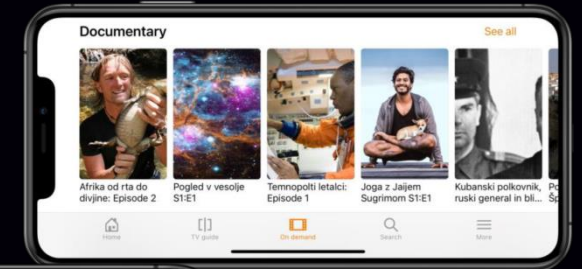 Documentary
See all
Afrika od rta do
divjine: Episode 2
Pogled v vesolje
S1:E1
Temnopolti letalci:
Episode 1
Joga z Jaijem
Sugrimom S1:E1
Kubanski polkovnik,
ruski general in bli...
Home
TV guide
On demand
Search
More